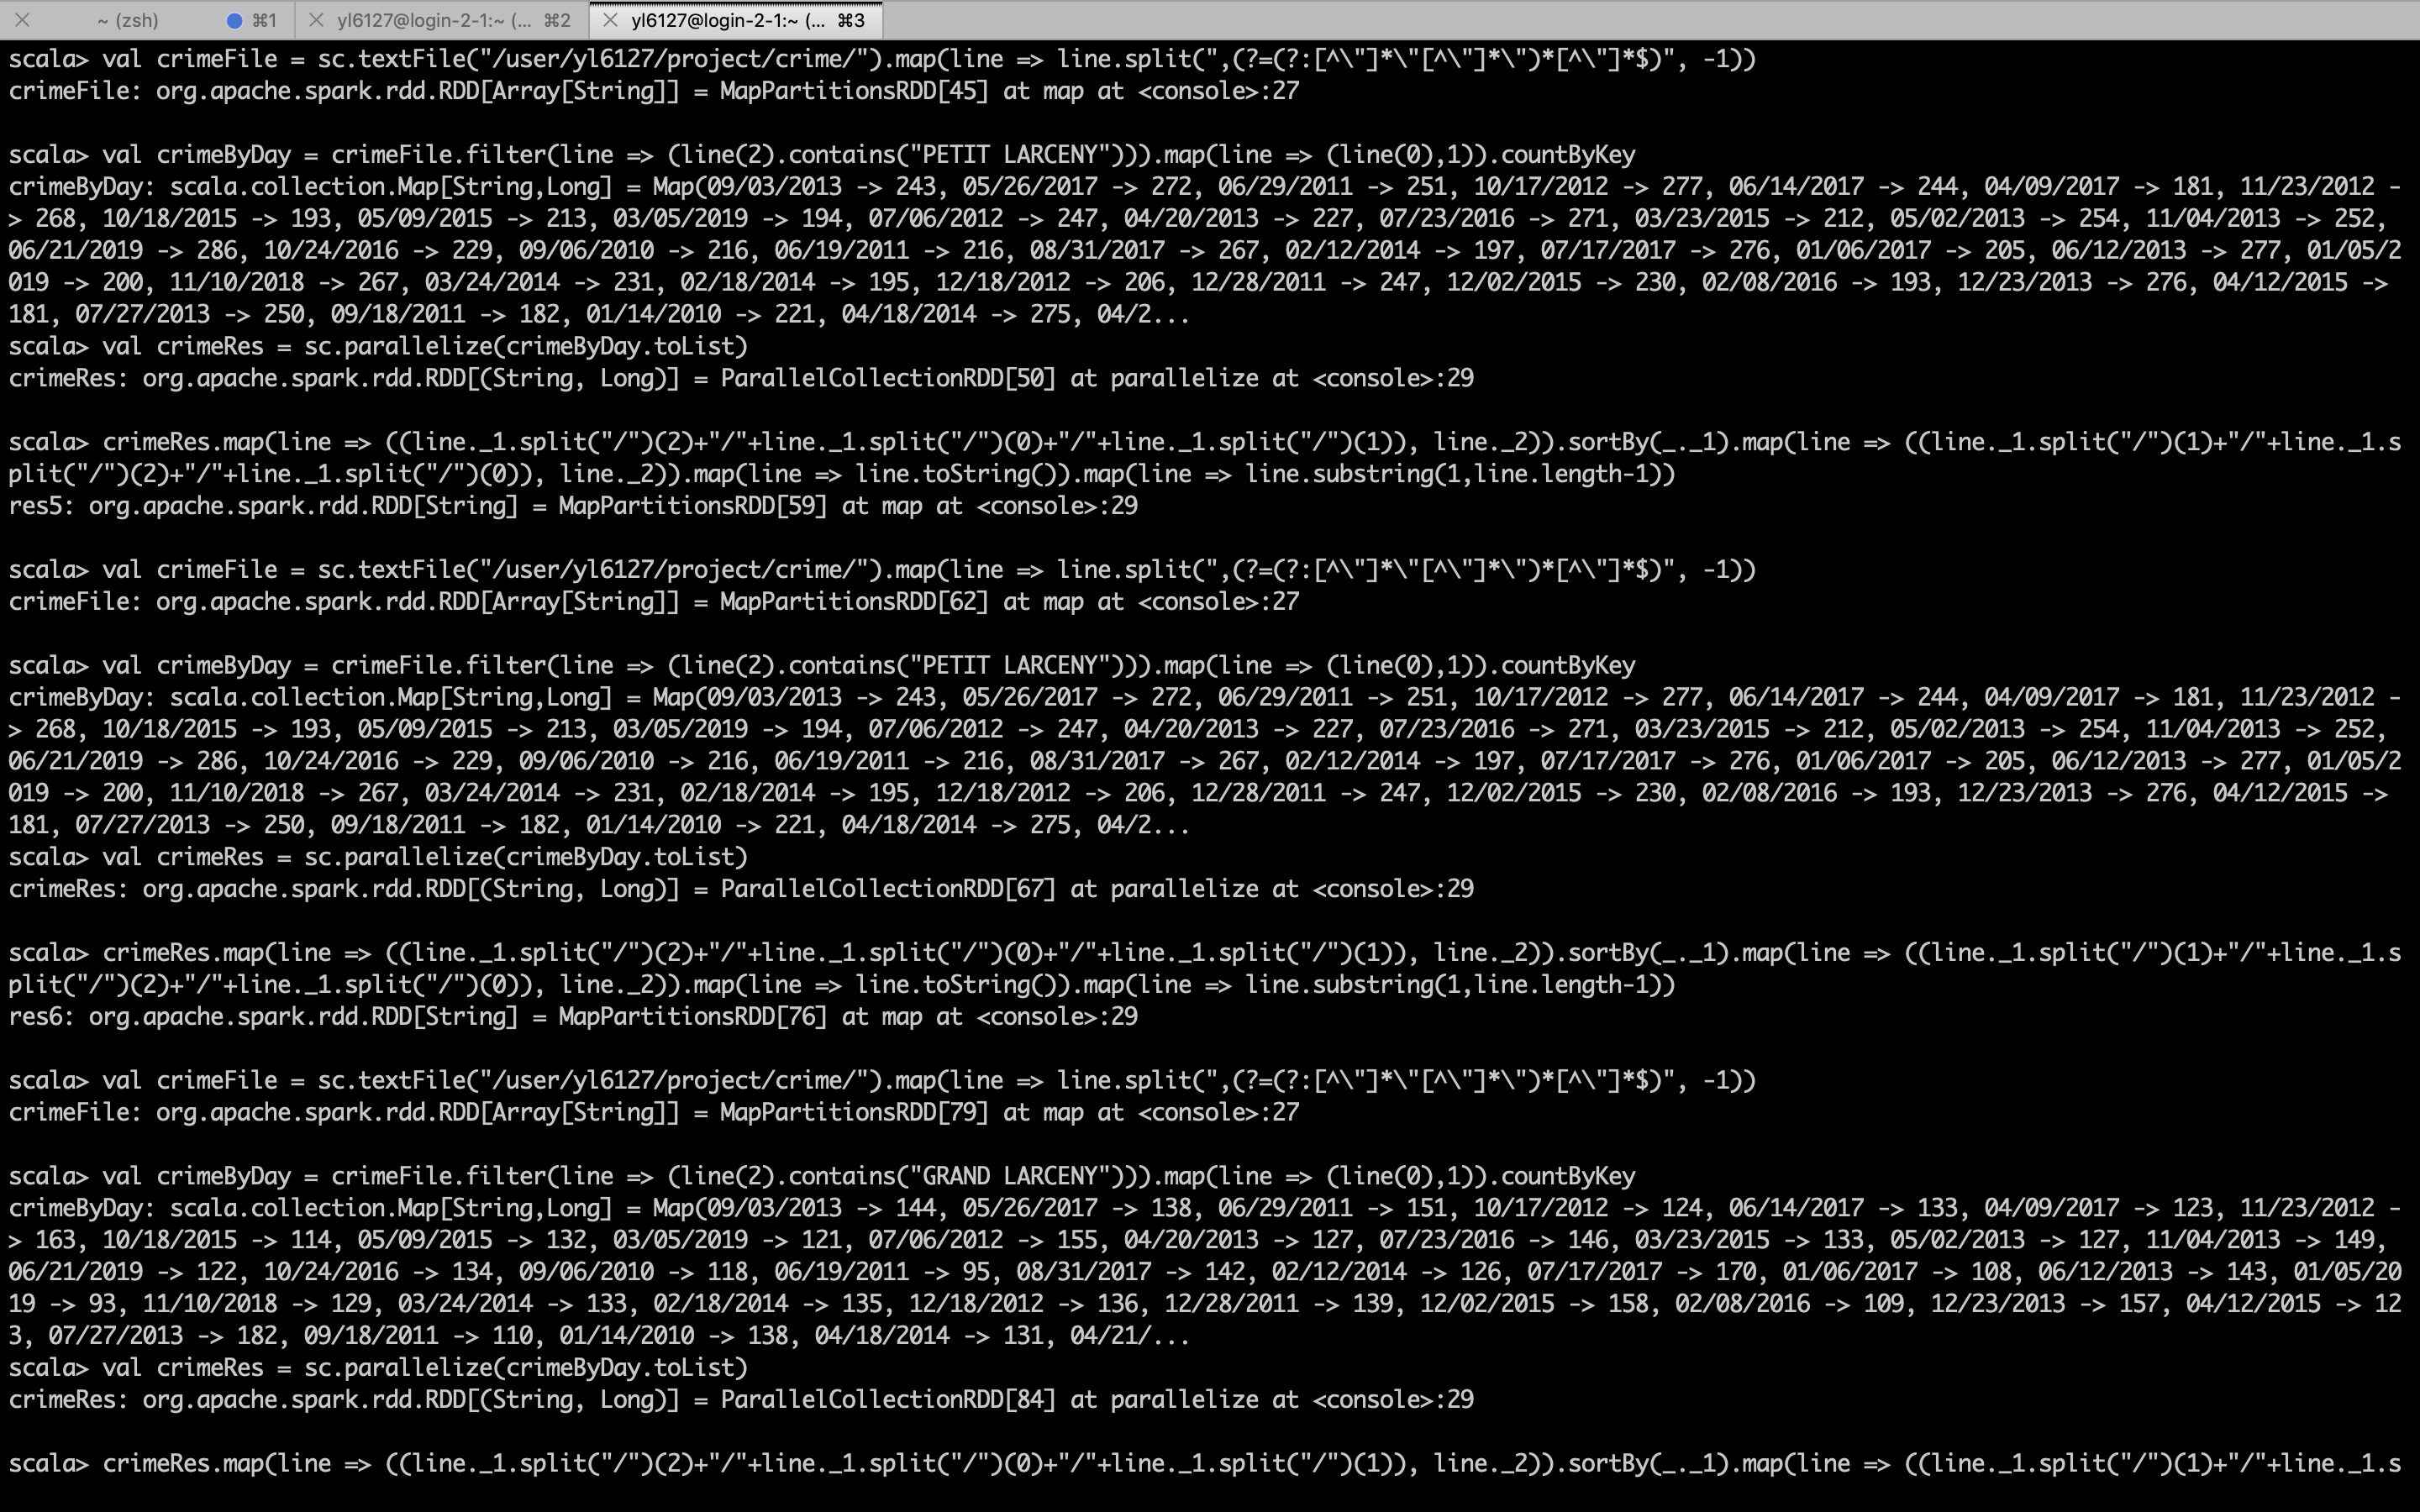 ~ (zsh) ⌘1 yl6127@login-2-1:~ (... ⌘2 yl6127@login-2-1:~ (... ⌘3
scala> val crimeFile = sc.textFile("/user/yl6127/project/crime/").map(line => line.split(",(?=(?:[^\"]*\"[^\"]*\")*[^\"]*$)", -1))
crimeFile: org.apache.spark.rdd.RDD[Array[String]] = MapPartitionsRDD[45] at map at <console>:27
scala> val crimeByDay = crimeFile.filter(line => (line(2).contains("PETIT LARCENY"))).map(line => (line(0),1)).countByKey
crimeByDay: scala.collection.Map[String,Long] = Map(09/03/2013 -> 243, 05/26/2017 -> 272, 06/29/2011 -> 251, 10/17/2012 -> 277, 06/14/2017 -> 244, 04/09/2017 -> 181, 11/23/2012 -
> 268, 10/18/2015 -> 193, 05/09/2015 -> 213, 03/05/2019 -> 194, 07/06/2012 -> 247, 04/20/2013 -> 227, 07/23/2016 -> 271, 03/23/2015 -> 212, 05/02/2013 -> 254, 11/04/2013 -> 252,
06/21/2019 -> 286, 10/24/2016 -> 229, 09/06/2010 -> 216, 06/19/2011 -> 216, 08/31/2017 -> 267, 02/12/2014 -> 197, 07/17/2017 -> 276, 01/06/2017 -> 205, 06/12/2013 -> 277, 01/05/2
019 -> 200, 11/10/2018 -> 267, 03/24/2014 -> 231, 02/18/2014 -> 195, 12/18/2012 -> 206, 12/28/2011 -> 247, 12/02/2015 -> 230, 02/08/2016 -> 193, 12/23/2013 -> 276, 04/12/2015 ->
181, 07/27/2013 -> 250, 09/18/2011 -> 182, 01/14/2010 -> 221, 04/18/2014 -> 275, 04/2...
scala> val crimeRes = sc.parallelize(crimeByDay.toList)
crimeRes: org.apache.spark.rdd.RDD[(String, Long)] = ParallelCollectionRDD[50] at parallelize at <console>:29
scala> crimeRes.map(line => ((line._1.split("/")(2)+"/"+line._1.split("/")(0)+"/"+line._1.split("/")(1)), line._2)).sortBy(_._1).map(line => ((line._1.split("/")(1)+"/"+line._1.s
plit("/")(2)+"/"+line._1.split("/")(0)), line._2)).map(line => line.toString()).map(line => line.substring(1,line.length-1))
res5: org.apache.spark.rdd.RDD[String] = MapPartitionsRDD[59] at map at <console>:29
scala> val crimeFile = sc.textFile("/user/yl6127/project/crime/").map(line => line.split(",(?=(?:[^\"]*\"[^\"]*\")*[^\"]*$)", -1))
crimeFile: org.apache.spark.rdd.RDD[Array[String]] = MapPartitionsRDD[62] at map at <console>:27
scala> val crimeByDay = crimeFile.filter(line => (line(2).contains("PETIT LARCENY"))).map(line => (line(0),1)).countByKey
crimeByDay: scala.collection.Map[String,Long] = Map(09/03/2013 -> 243, 05/26/2017 -> 272, 06/29/2011 -> 251, 10/17/2012 -> 277, 06/14/2017 -> 244, 04/09/2017 -> 181, 11/23/2012 -
> 268, 10/18/2015 -> 193, 05/09/2015 -> 213, 03/05/2019 -> 194, 07/06/2012 -> 247, 04/20/2013 -> 227, 07/23/2016 -> 271, 03/23/2015 -> 212, 05/02/2013 -> 254, 11/04/2013 -> 252,
06/21/2019 -> 286, 10/24/2016 -> 229, 09/06/2010 -> 216, 06/19/2011 -> 216, 08/31/2017 -> 267, 02/12/2014 -> 197, 07/17/2017 -> 276, 01/06/2017 -> 205, 06/12/2013 -> 277, 01/05/2
019 -> 200, 11/10/2018 -> 267, 03/24/2014 -> 231, 02/18/2014 -> 195, 12/18/2012 -> 206, 12/28/2011 -> 247, 12/02/2015 -> 230, 02/08/2016 -> 193, 12/23/2013 -> 276, 04/12/2015 ->
181, 07/27/2013 -> 250, 09/18/2011 -> 182, 01/14/2010 -> 221, 04/18/2014 -> 275, 04/2...
scala> val crimeRes = sc.parallelize(crimeByDay.toList)
crimeRes: org.apache.spark.rdd.RDD[(String, Long)] = ParallelCollectionRDD[67] at parallelize at <console>:29
scala> crimeRes.map(line => ((line._1.split("/")(2)+"/"+line._1.split("/")(0)+"/"+line._1.split("/")(1)), line._2)).sortBy(_._1).map(line => ((line._1.split("/")(1)+"/"+line._1.s
plit("/")(2)+"/"+line._1.split("/")(0)), line._2)).map(line => line.toString()).map(line => line.substring(1,line.length-1))
res6: org.apache.spark.rdd.RDD[String] = MapPartitionsRDD[76] at map at <console>:29
scala> val crimeFile = sc.textFile("/user/yl6127/project/crime/").map(line => line.split(",(?=(?:[^\"]*\"[^\"]*\")*[^\"]*$)", -1))
crimeFile: org.apache.spark.rdd.RDD[Array[String]] = MapPartitionsRDD[79] at map at <console>:27
scala> val crimeByDay = crimeFile.filter(line => (line(2).contains("GRAND LARCENY"))).map(line => (line(0),1)).countByKey
crimeByDay: scala.collection.Map[String,Long] = Map(09/03/2013 -> 144, 05/26/2017 -> 138, 06/29/2011 -> 151, 10/17/2012 -> 124, 06/14/2017 -> 133, 04/09/2017 -> 123, 11/23/2012 -
> 163, 10/18/2015 -> 114, 05/09/2015 -> 132, 03/05/2019 -> 121, 07/06/2012 -> 155, 04/20/2013 -> 127, 07/23/2016 -> 146, 03/23/2015 -> 133, 05/02/2013 -> 127, 11/04/2013 -> 149,
06/21/2019 -> 122, 10/24/2016 -> 134, 09/06/2010 -> 118, 06/19/2011 -> 95, 08/31/2017 -> 142, 02/12/2014 -> 126, 07/17/2017 -> 170, 01/06/2017 -> 108, 06/12/2013 -> 143, 01/05/20
19 -> 93, 11/10/2018 -> 129, 03/24/2014 -> 133, 02/18/2014 -> 135, 12/18/2012 -> 136, 12/28/2011 -> 139, 12/02/2015 -> 158, 02/08/2016 -> 109, 12/23/2013 -> 157, 04/12/2015 -> 12
3, 07/27/2013 -> 182, 09/18/2011 -> 110, 01/14/2010 -> 138, 04/18/2014 -> 131, 04/21/...
scala> val crimeRes = sc.parallelize(crimeByDay.toList)
crimeRes: org.apache.spark.rdd.RDD[(String, Long)] = ParallelCollectionRDD[84] at parallelize at <console>:29
scala> crimeRes.map(line => ((line._1.split("/")(2)+"/"+line._1.split("/")(0)+"/"+line._1.split("/")(1)), line._2)).sortBy(_._1).map(line => ((line._1.split("/")(1)+"/"+line._1.s